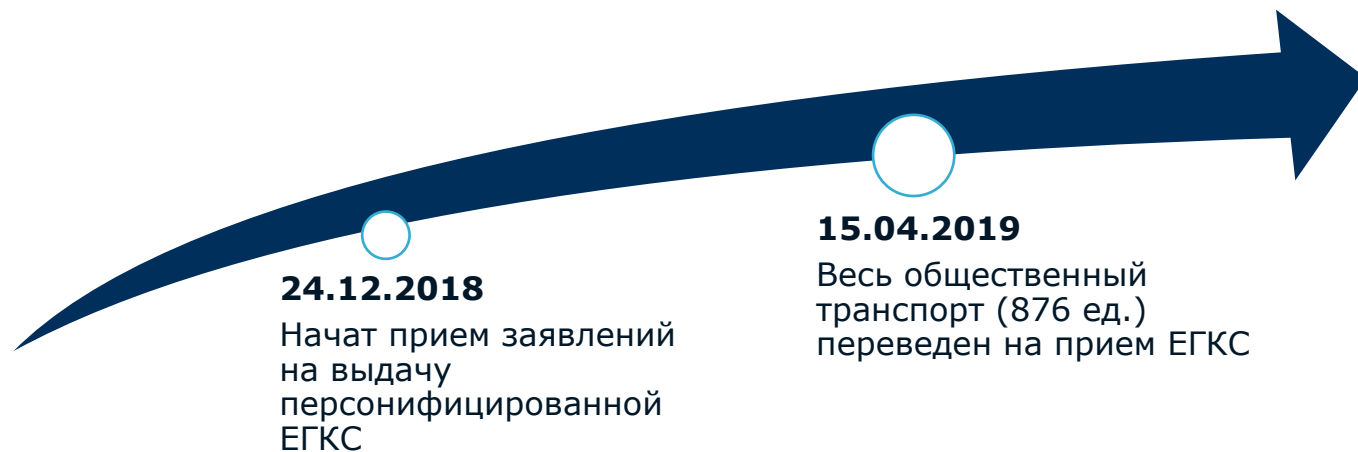 24.12.2018
Начат прием заявлений
на выдачу
персонифицированной
ЕГКС
15.04.2019
Весь общественный
транспорт (876 ед.)
переведен на прием ЕГКС